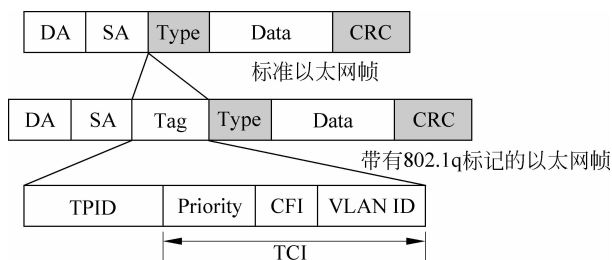 DA SA Type Data CRC
标准以太网帧
DA SA Tag Type Data CRC
带有802.1q标记的以太网帧
TPID Priority CFI VLAN ID
TCI